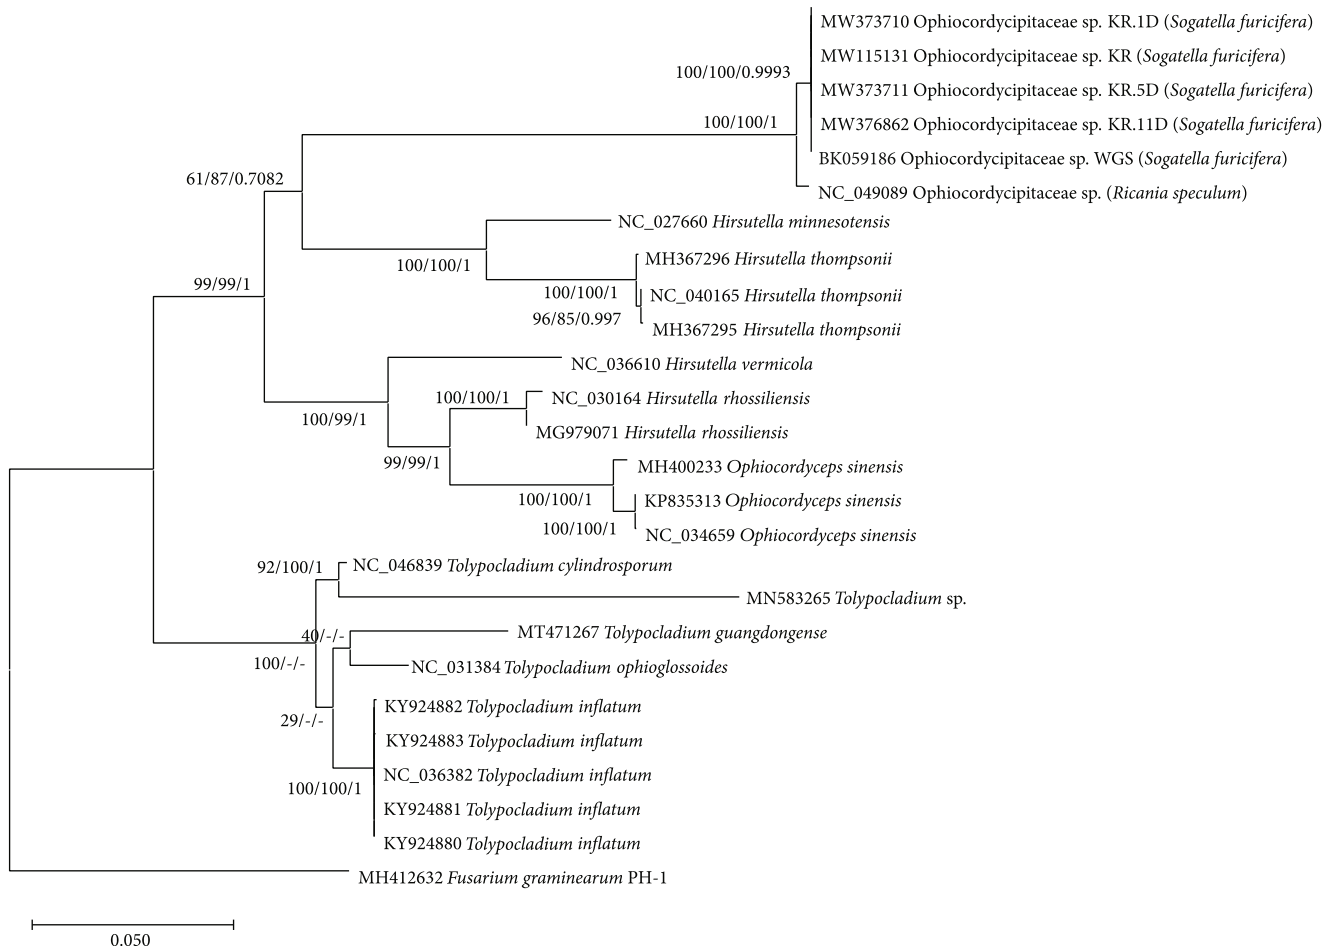 MW373710 Ophiocordycipitaceae sp. KR.1D (Sogatella furicifera)
MW115131 Ophiocordycipitaceae sp. KR (Sogatella furicifera)
100/100/0.9993
MW373711 Ophiocordycipitaceae sp. KR.5D (Sogatella furicifera)
100/100/1
MW376862 Ophiocordycipitaceae sp. KR.11D (Sogatella furicifera)
BK059186 Ophiocordycipitaceae sp. WGS (Sogatella furicifera)
61/87/0.7082
NC_049089 Ophiocordycipitaceae sp. (Ricania speculum)
NC_027660 Hirsutella minnesotensis
MH367296 Hirsutella thompsonii
100/100/1
99/99/1
100/100/1
NC_040165 Hirsutella thompsonii
96/85/0.997
MH367295 Hirsutella thompsonii
NC_036610 Hirsutella vermicola
100/100/1
NC_030164 Hirsutella rhossiliensis
100/99/1
MG979071 Hirsutella rhossiliensis
99/99/1
MH400233 Ophiocordyceps sinensis
100/100/1
KP835313 Ophiocordyceps sinensis
100/100/1
NC_034659 Ophiocordyceps sinensis
92/100/1
NC_046839 Tolypocladium cylindrosporum
MN583265 Tolypocladium sp.
40/-/-
MT471267 Tolypocladium guangdongense
100/-/-
NC_031384 Tolypocladium ophioglossoides
KY924882 Tolypocladium inflatum
29/-/-
KY924883 Tolypocladium inflatum
NC_036382 Tolypocladium inflatum
100/100/1
KY924881 Tolypocladium inflatum
KY924880 Tolypocladium inflatum
MH412632 Fusarium graminearum PH-1
0.050